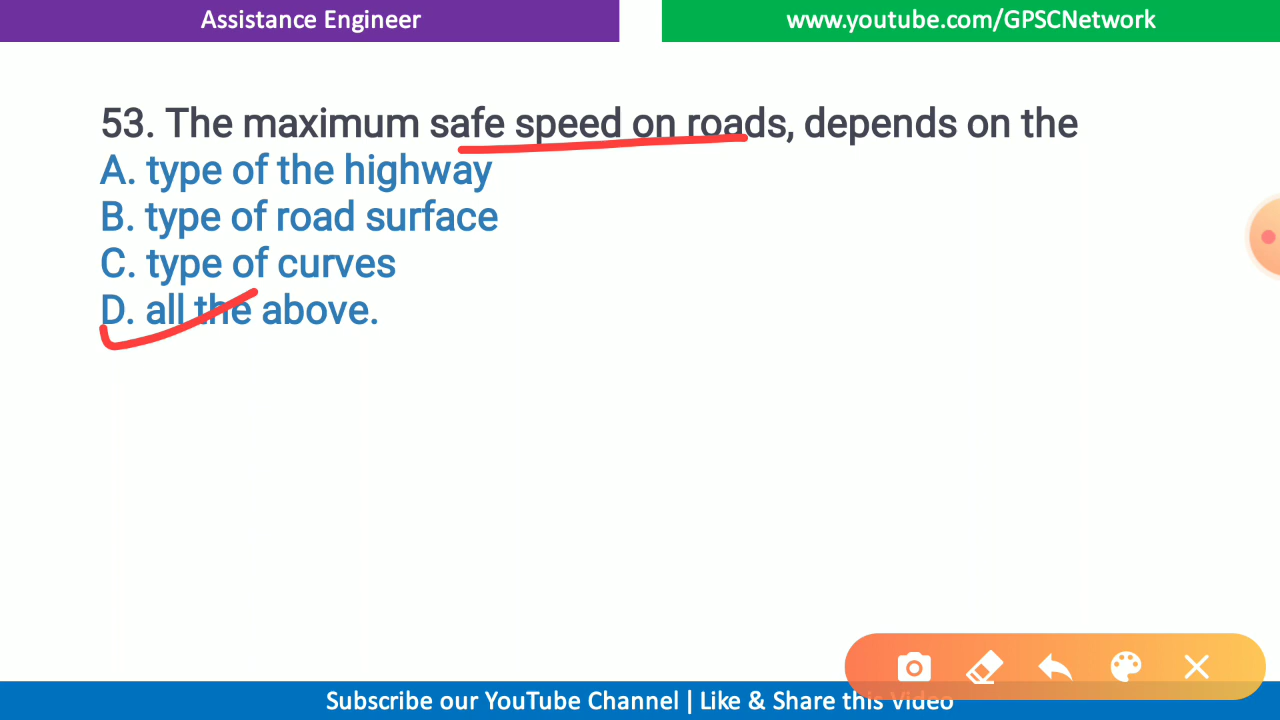 Assistance Engineer
www.youtube.com/GPSCNetwork
53. The maximum safe speed on roads, depends on the
A. type of the highway
B. type of road surface
C. type of curves
D. all the above.
Subscribe our YouTube Channel | Like & Share this Video